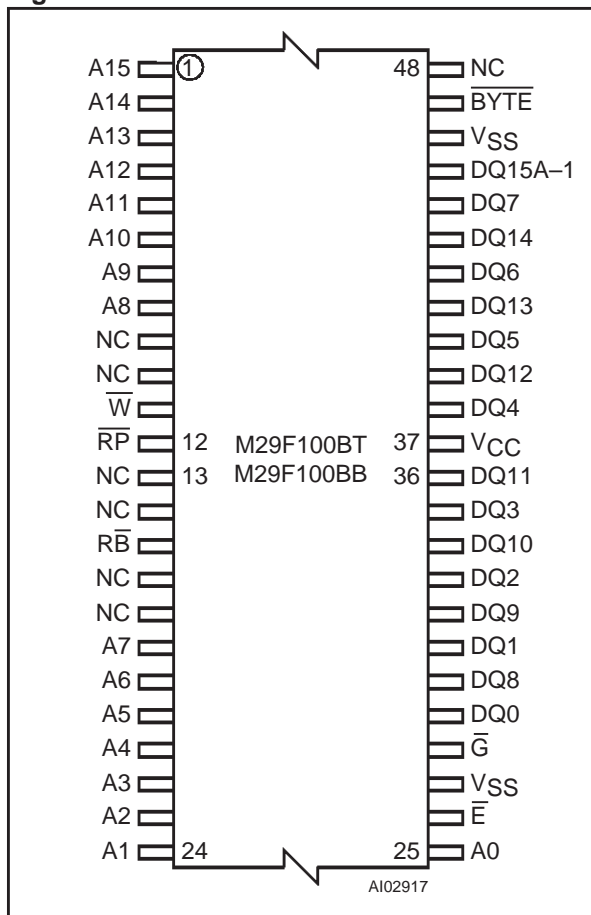 A15 1 48 NC
A14 B̅Y̅T̅E̅
A13 VSS
A12 DQ15A–1
A11 DQ7
A10 DQ14
A9 DQ6
A8 DQ13
NC DQ5
NC DQ12
W̅ DQ4
R̅P̅ 12 M29F100BT 37 VCC
NC 13 M29F100BB 36 DQ11
NC DQ3
RB̅ DQ10
NC DQ2
NC DQ9
A7 DQ1
A6 DQ8
A5 DQ0
A4 G̅
A3 VSS
A2 E̅
A1 24 25 A0
AI02917